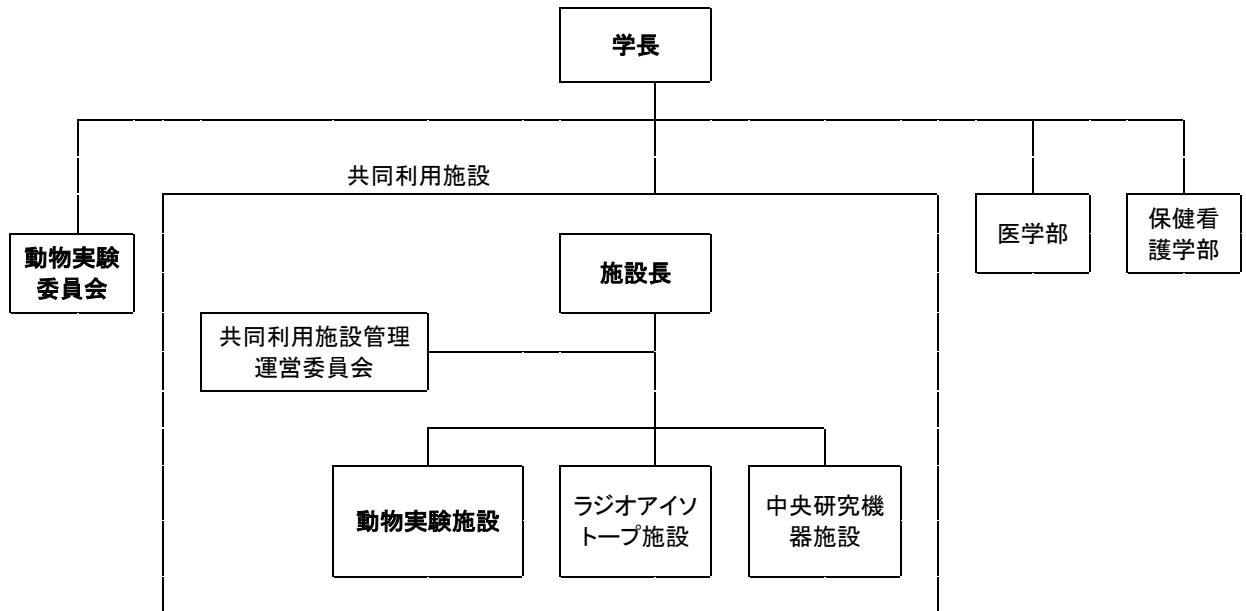 学長
共同利用施設
動物実験
委員会
医学部
保健看
護学部
施設長
共同利用施設管理
運営委員会
動物実験施設
ラジオアイソ
トープ施設
中央研究機
器施設